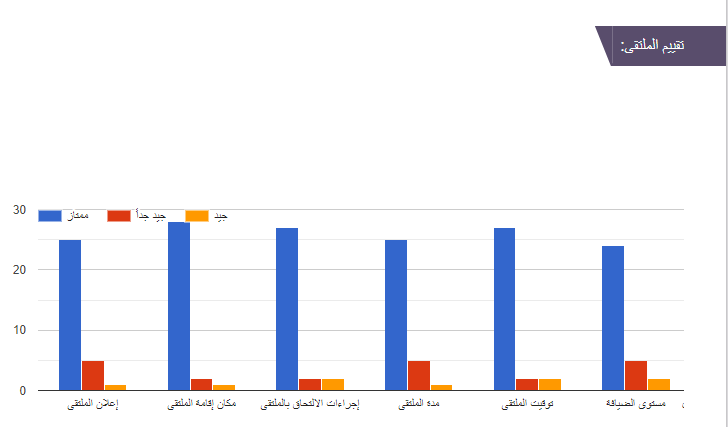 تقييم الملتقى:
ممتاز
جيد جداً
جيد
30
20
10
0
إعلان الملتقى
مكان إقامة الملتقى
إجراءات الالتحاق بالملتقى
مدة الملتقى
توقيت الملتقى
مستوى الضيافة